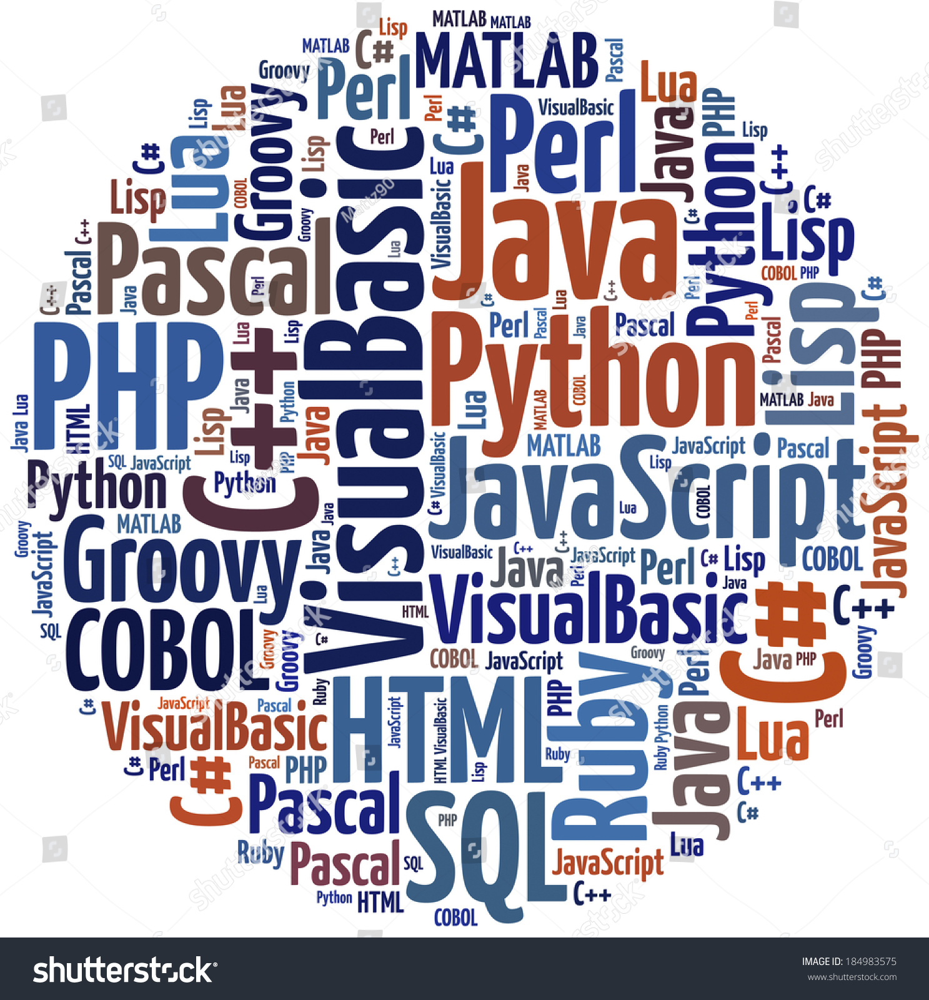 MATLAB MATLAB
Lisp
MATLAB
C#
MATLAB
Pascal
Groovy
Perl
Lua
Lisp
Lua
Groovy
Perl
Perl
VisualBasic
Java
PHP
Lisp
C#
Lua
Lisp
VisualBasic
Perl
C#
Lua
Java
Python
C++
Lisp
COBOL
Groovy
VisualBasic
Java
C#
C#
Lisp
C++
Pascal
Lua
COBOL PHP
C++
Pascal
Java
Perl
C#
Lua
C++
Perl
Perl
Lisp
C#
PHP
Lua
C++
Lisp
Python
Perl
Pascal
Java
Pascal
Pascal
PHP
Java Lua
HTML
Lisp
Java
Python
Java
Lua
MATLAB
COBOL
MATLAB Java
JavaScript
Python
SQL
JavaScript
Lisp
PHP
Python
VisualBasic
C#
MATLAB
JavaScript
Lisp
JavaScript
Pascal
Lua
COBOL
Groovy
JavaScript
MATLAB
Groovy
Lua
Java
Java
C++
VisualBasic
C++
C++
Java
JavaScript
Perl
Perl
C#
Lisp
COBOL
Java
VisualBasic
C#
C++
SQL
COBOL
Groovy
Groovy
C#
HTML
COBOL
JavaScript
Groovy
Ruby
Perl
Java
PHP
Groovy
C#
VisualBasic
JavaScript
Pascal
Ruby
HTML
JavaScript
HTML VisualBasic
Lisp
PHP
Ruby
Ruby Python
Java
Lua
Perl
C#
Perl
C#
Pascal
PHP
Pascal
SQL
PHP
C++
C#
Ruby
Pascal
SQL
JavaScript
Lua
Python
HTML
C++
COBOL
Mattz90
shutterstock
IMAGE ID: 184983575
www.shutterstock.com